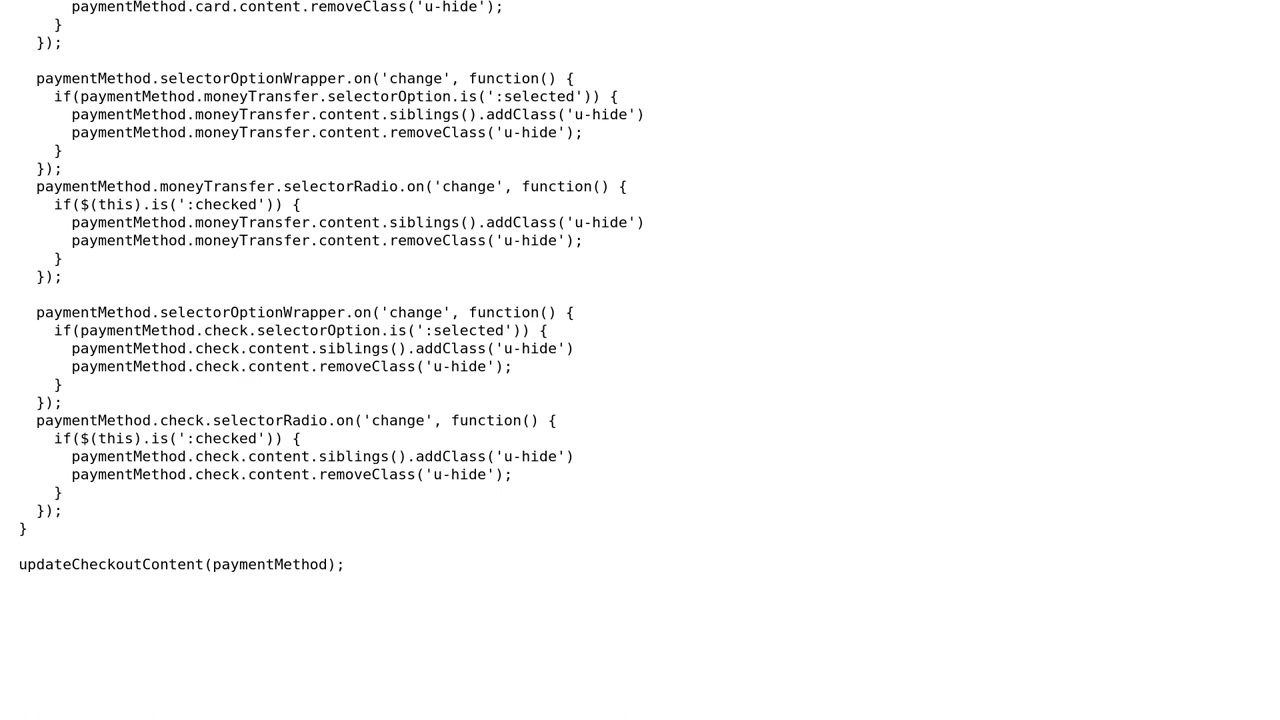 paymentMethod.card.content.removeClass('u-hide');
}
});
paymentMethod.selectorOptionWrapper.on('change', function() {
if(paymentMethod.moneyTransfer.selectorOption.is(':selected')) {
paymentMethod.moneyTransfer.content.siblings().addClass('u-hide')
paymentMethod.moneyTransfer.content.removeClass('u-hide');
}
});
paymentMethod.moneyTransfer.selectorRadio.on('change', function() {
if($(this).is(':checked')) {
paymentMethod.moneyTransfer.content.siblings().addClass('u-hide')
paymentMethod.moneyTransfer.content.removeClass('u-hide');
}
});
paymentMethod.selectorOptionWrapper.on('change', function() {
if(paymentMethod.check.selectorOption.is(':selected')) {
paymentMethod.check.content.siblings().addClass('u-hide')
paymentMethod.check.content.removeClass('u-hide');
}
});
paymentMethod.check.selectorRadio.on('change', function() {
if($(this).is(':checked')) {
paymentMethod.check.content.siblings().addClass('u-hide')
paymentMethod.check.content.removeClass('u-hide');
}
});
}
updateCheckoutContent(paymentMethod);